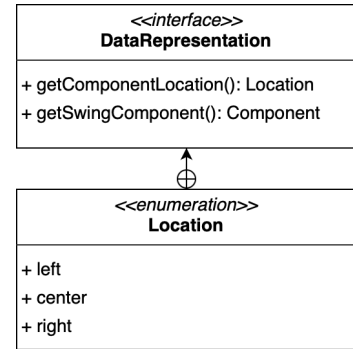 <<interface>>
DataRepresentation
+ getComponentLocation(): Location
+ getSwingComponent(): Component
<<enumeration>>
Location
+ left
+ center
+ right